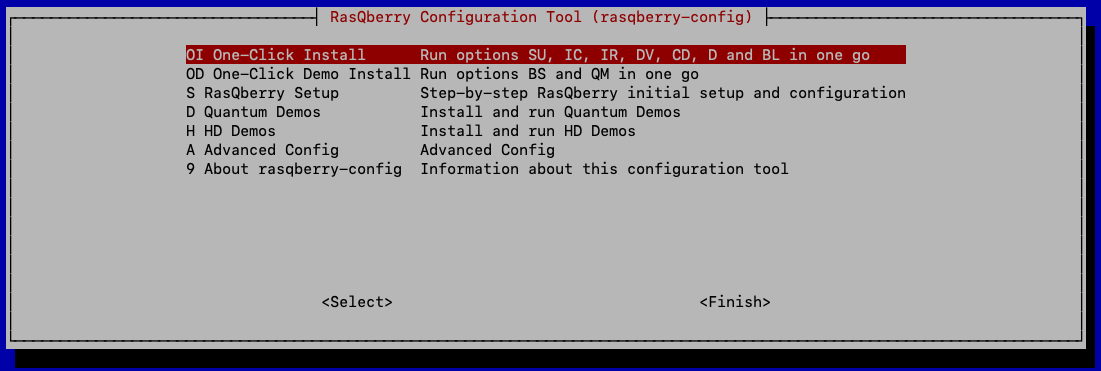 RasQberry Configuration Tool (rasqberry-config)
OI One-Click Install Run options SU, IC, IR, DV, CD, D and BL in one go
OD One-Click Demo Install Run options BS and QM in one go
S RasQberry Setup Step-by-step RasQberry initial setup and configuration
D Quantum Demos Install and run Quantum Demos
H HD Demos Install and run HD Demos
A Advanced Config Advanced Config
9 About rasqberry-config Information about this configuration tool
<Select> <Finish>